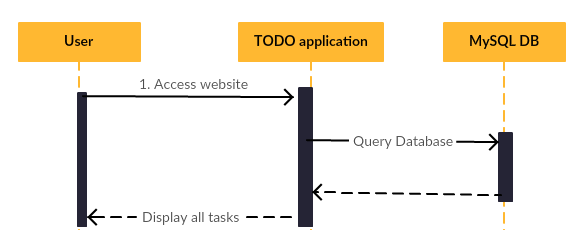 User
TODO application
MySQL DB
1. Access website
Query Database
Display all tasks